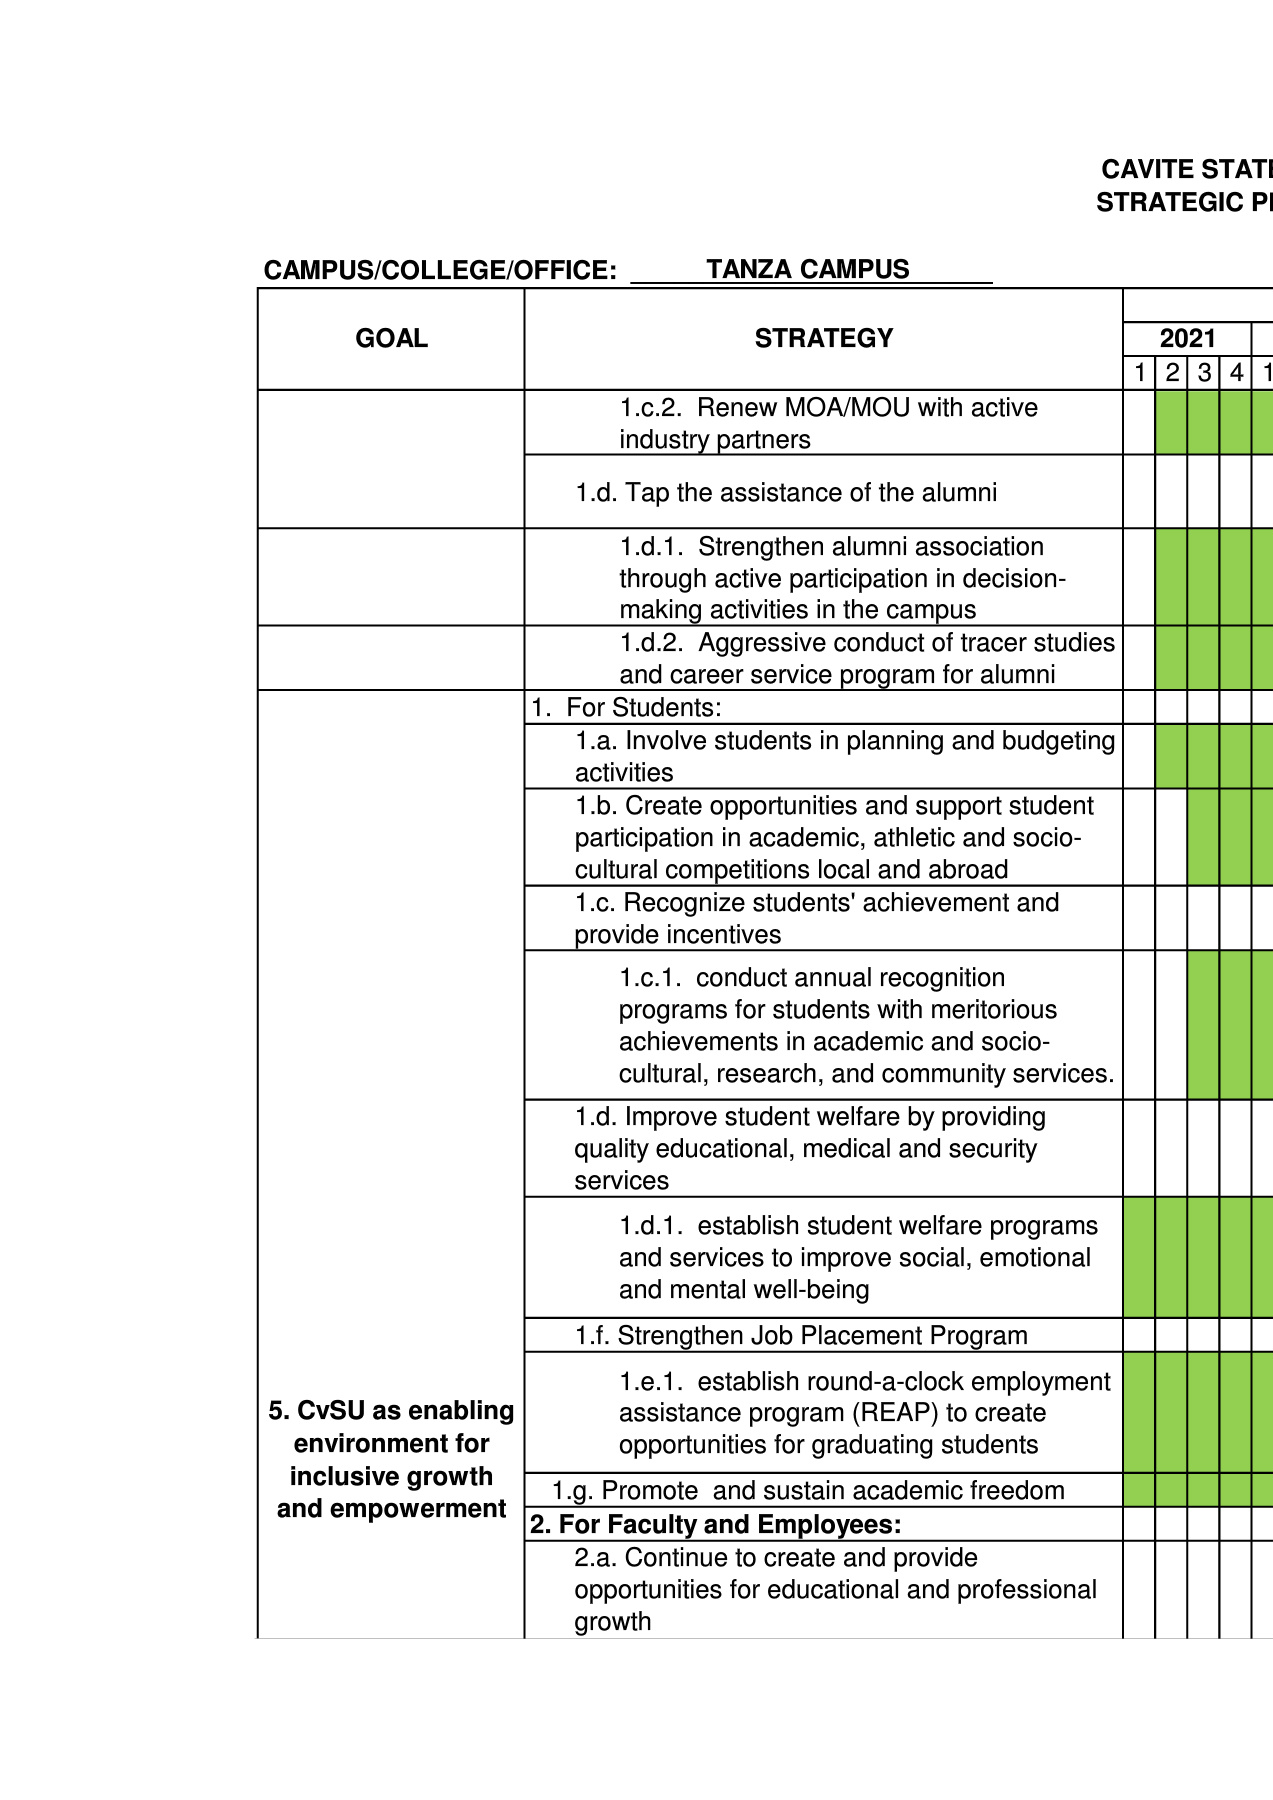 CAVITE STATE
STRATEGIC
CAMPUS/COLLEGE/OFFICE: TANZA CAMPUS
GOAL STRATEGY
2021
1 2 3 4 1
1.c.2. Renew MOA/MOU with active
industry partners
1.d. Tap the assistance of the alumni
1.d.1. Strengthen alumni association
through active participation in decision-
making activities in the campus
1.d.2. Aggressive conduct of tracer studies
and career service program for alumni
1. For Students:
1.a. Involve students in planning and budgeting
activities
1.b. Create opportunities and support student
participation in academic, athletic and socio-
cultural competitions local and abroad
1.c. Recognize students' achievement and
provide incentives
1.c.1. conduct annual recognition
programs for students with meritorious
achievements in academic and socio-
cultural, research, and community services.
1.d. Improve student welfare by providing
quality educational, medical and security
services
1.d.1. establish student welfare programs
and services to improve social, emotional
and mental well-being
1.f. Strengthen Job Placement Program
1.e.1. establish round-a-clock employment
assistance program (REAP) to create
opportunities for graduating students
5. CvSU as enabling
environment for
inclusive growth
and empowerment
1.g. Promote and sustain academic freedom
2. For Faculty and Employees:
2.a. Continue to create and provide
opportunities for educational and professional
growth